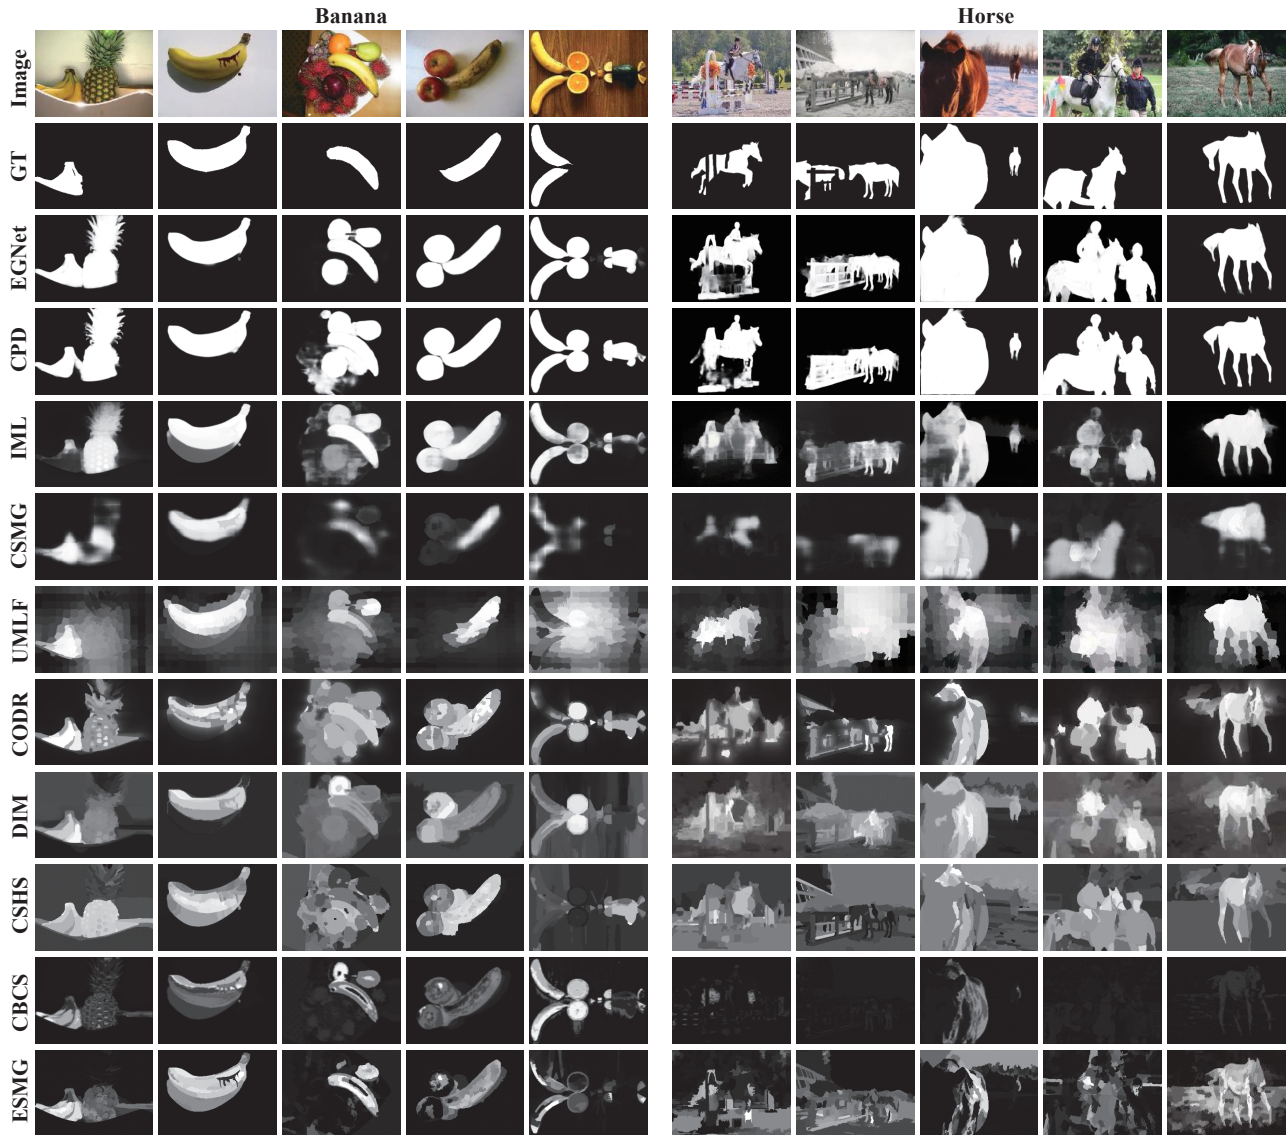 Banana
Horse
Image
GT
EGNet
CPD
IML
CSMG
UMLF
CODR
DIM
CSHS
CBCS
ESMG